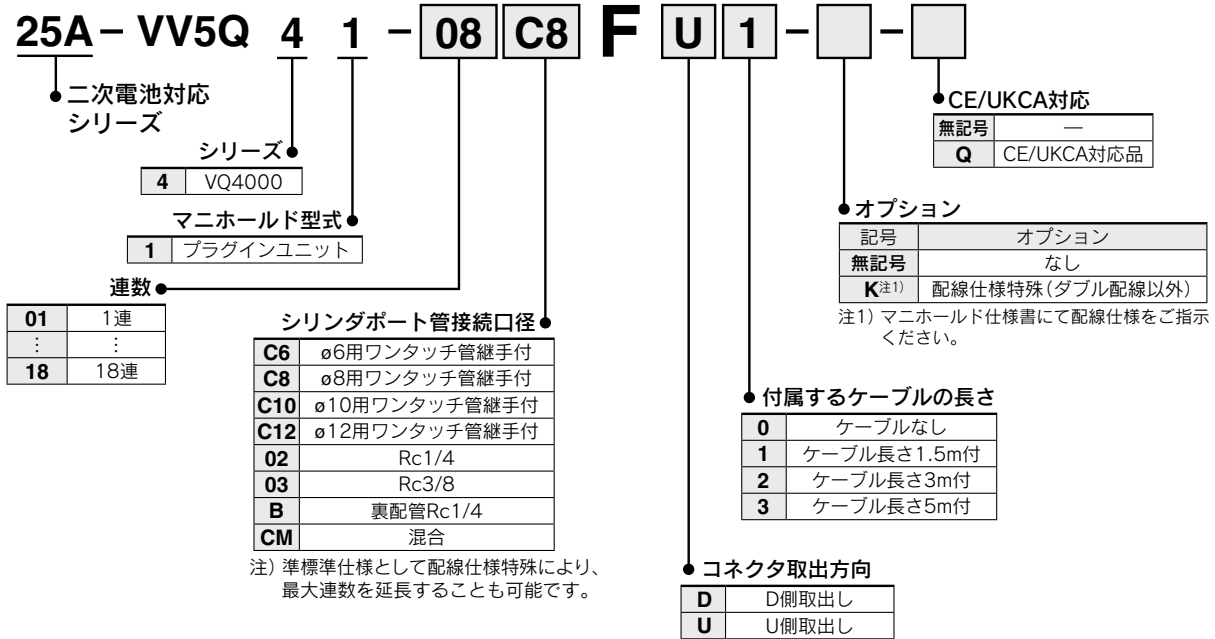 25A － VV5Q 4 1 － 08 C8 F U 1 － －
二次電池対応
シリーズ
シリーズ
4 VQ4000
マニホールド型式
1 プラグインユニット
連数
01 1連
⋮ ⋮
18 18連
シリンダポート管接続口径
C6 ø6用ワンタッチ管継手付
C8 ø8用ワンタッチ管継手付
C10 ø10用ワンタッチ管継手付
C12 ø12用ワンタッチ管継手付
02 Rc1/4
03 Rc3/8
B 裏配管Rc1/4
CM 混合
注）準標準仕様として配線仕様特殊により、
最大連数を延長することも可能です。
CE/UKCA対応
無記号 —
Q CE/UKCA対応品
オプション
記号 オプション
無記号 なし
K注1) 配線仕様特殊（ダブル配線以外）
注1）マニホールド仕様書にて配線仕様をご指示
ください。
付属するケーブルの長さ
0 ケーブルなし
1 ケーブル長さ1.5m付
2 ケーブル長さ3m付
3 ケーブル長さ5m付
コネクタ取出方向
D D側取出し
U U側取出し